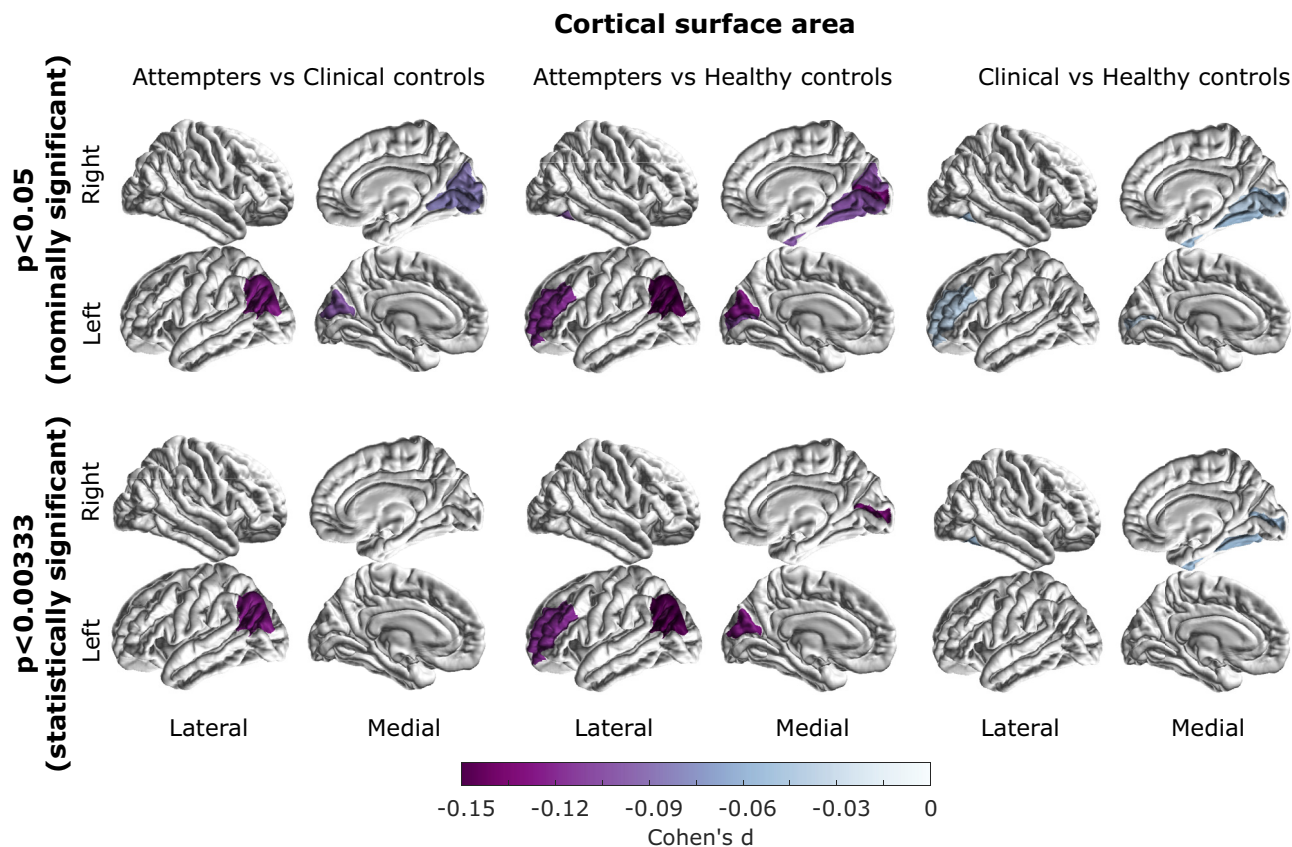 Cortical surface area
Attempters vs Clinical controls
Attempters vs Healthy controls
Clinical vs Healthy controls
p<0.05
(nominally significant)
Right
Left
p<0.00333
(statistically significant)
Right
Left
Lateral
Medial
Lateral
Medial
Lateral
Medial
-0.15 -0.12 -0.09 -0.06 -0.03 0
Cohen's d